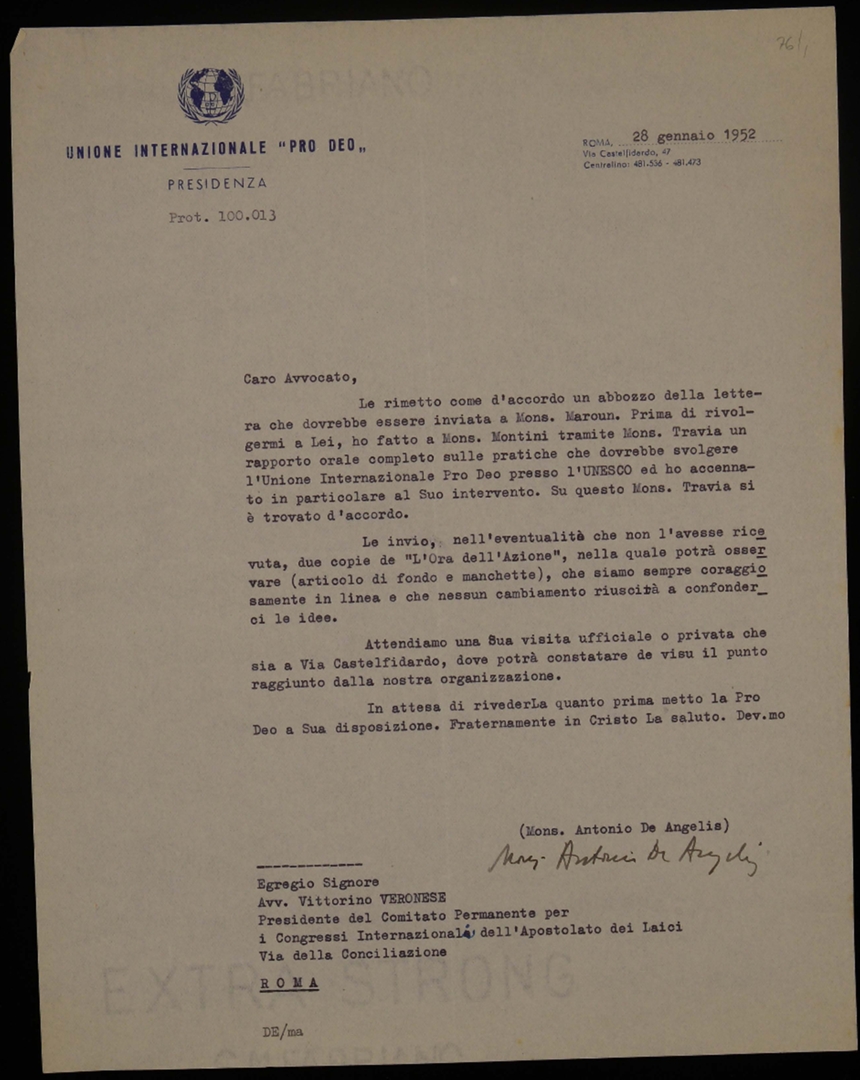 76/1
UNIONE INTERNAZIONALE "PRO DEO„
PRESIDENZA
Prot. 100.013
ROMA, 28 gennaio 1952
Via Castelfidardo, 47
Centralino: 481.536 - 481.473
Caro Avvocato,
Le rimetto come d'accordo un abbozzo della lette-
ra che dovrebbe essere inviata a Mons. Maroun. Prima di rivol-
germi a Lei, ho fatto a Mons. Montini tramite Mons. Travia un
rapporto orale completo sulle pratiche che dovrebbe svolgere
l'Unione Internazionale Pro Deo presso l'UNESCO ed ho accenna-
to in particolare al Suo intervento. Su questo Mons. Travia si
è trovato d'accordo.
Le invio, nell'eventualità che non l'avesse rice
vuta, due copie de "L'Ora dell'Azione", nella quale potrà osser
vare (articolo di fondo e manchette), che siamo sempre coraggio
samente in linea e che nessun cambiamento riuscità a confonder_
ci le idee.
Attendiamo una Sua visita ufficiale o privata che
sia a Via Castelfidardo, dove potrà constatare de visu il punto
raggiunto dalla nostra organizzazione.
In attesa di rivederLa quanto prima metto la Pro
Deo a Sua disposizione. Fraternamente in Cristo La saluto. Dev.mo
(Mons. Antonio De Angelis)
Mons. Antonio De Angelis
Egregio Signore
Avv. Vittorino VERONESE
Presidente del Comitato Permanente per
i Congressi Internazionali dell'Apostolato dei Laici
Via della Conciliazione
ROMA
EXTRA STRONG
DE/ma